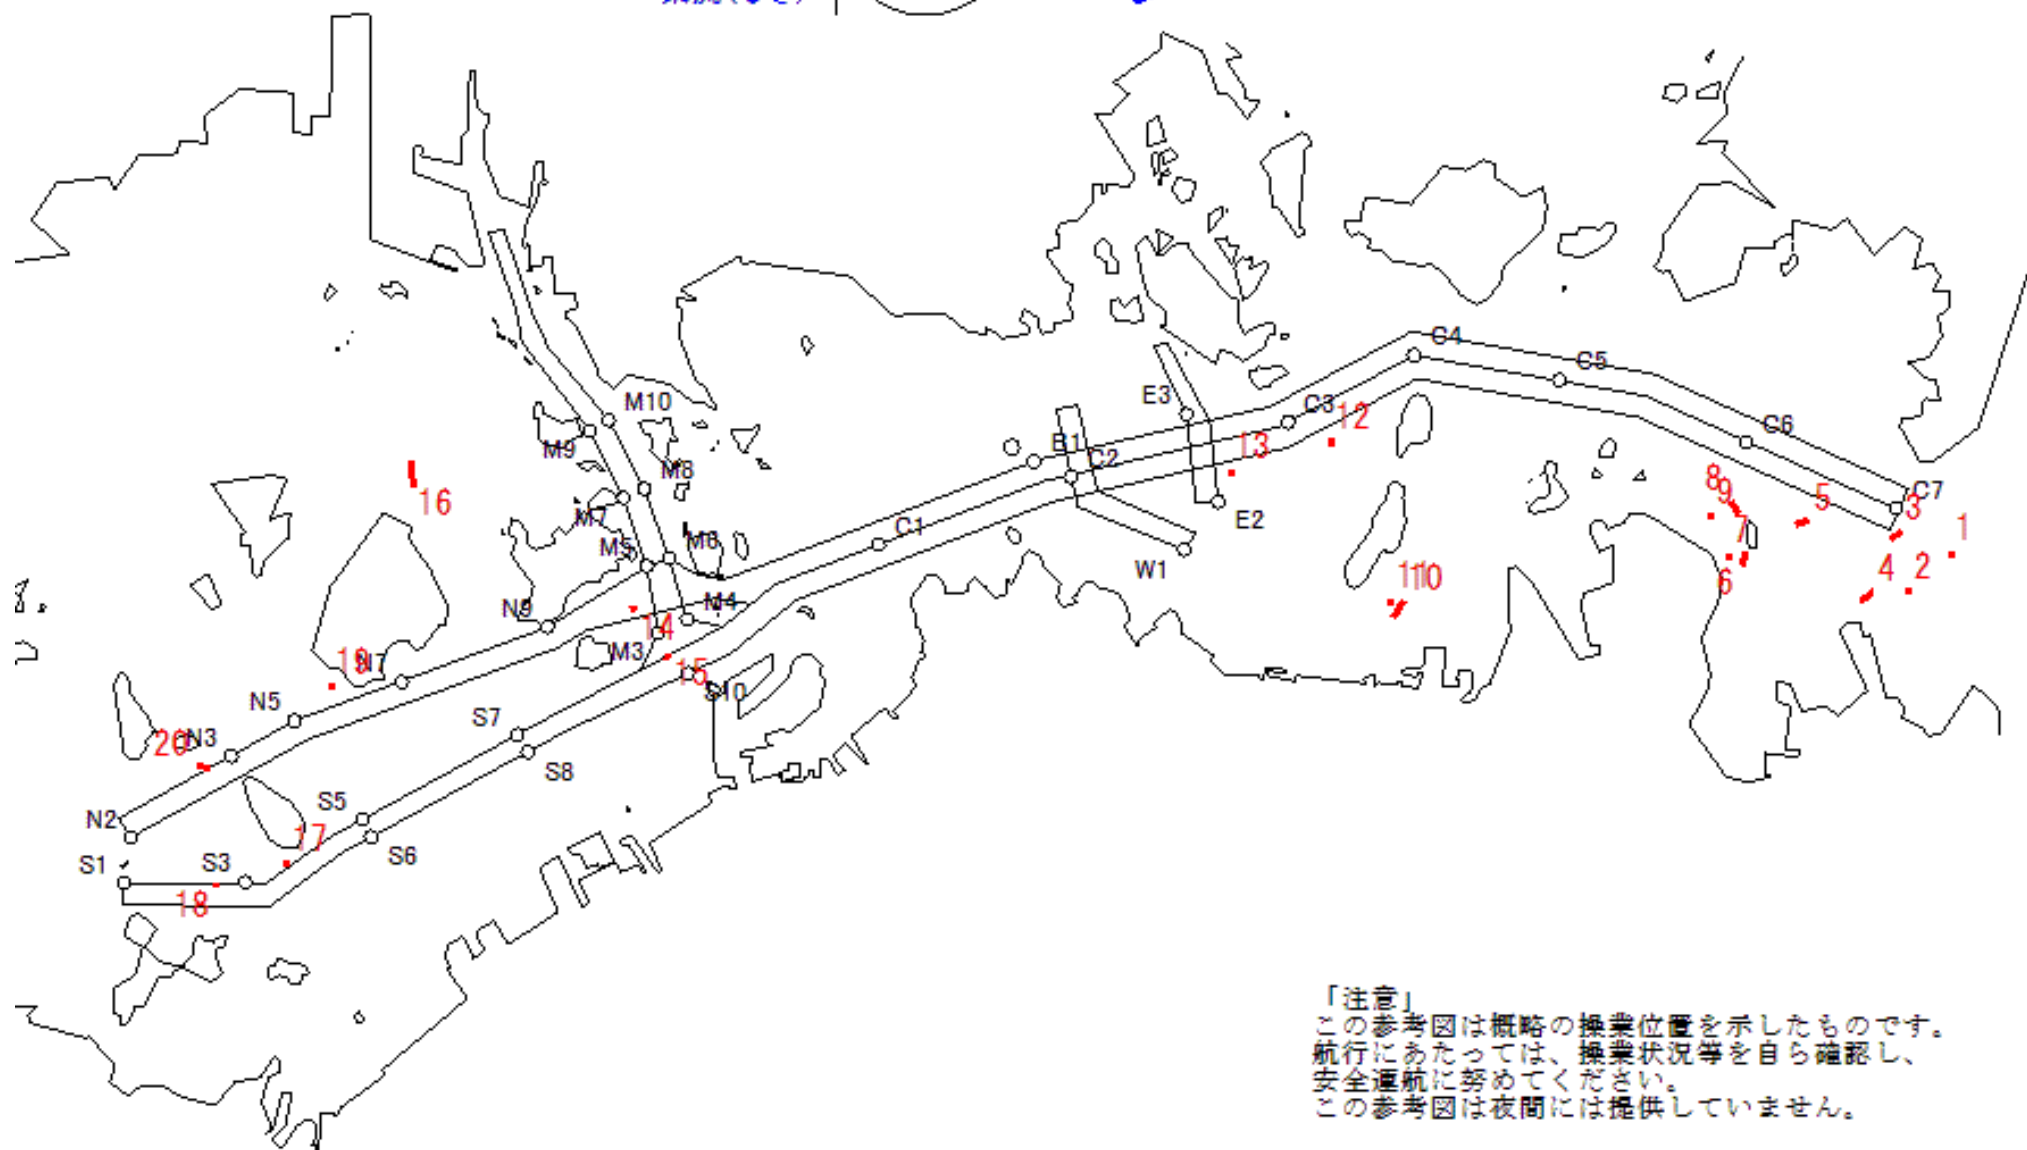 C4
C5
M10
E3
C3
12
C6
M9
B1
13
C2
M8
8
9
16
C7
M7
E2
7
5
3
1
C1
M5
M6
W1
6
4
2
11
10
N9
M4
14
M3
19
N7
15
S10
N5
S7
20
N3
S8
S5
N2
17
S6
S1
S3
18
「注意」
この参考図は概略の操業位置を示したものです。
航行にあたっては、操業状況等を自ら確認し、
安全運航に努めてください。
この参考図は夜間には提供していません。